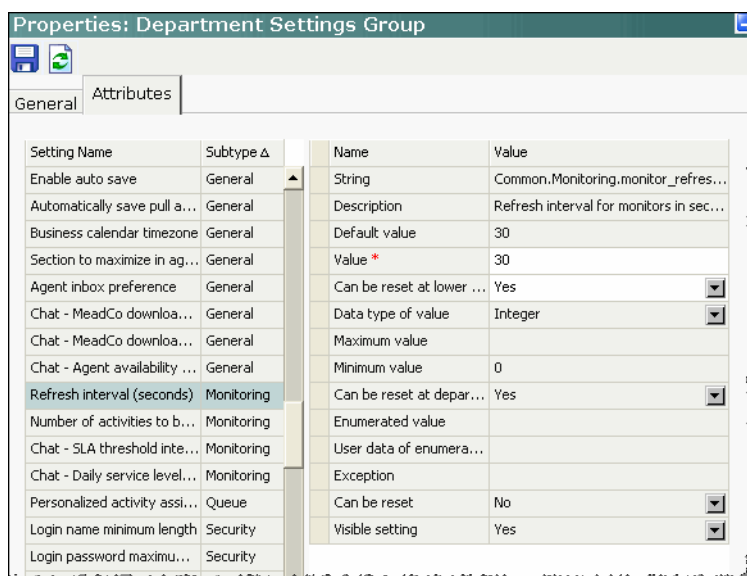 Properties: Department Settings Group
General
Attributes
Setting Name Subtype Name Value
Enable auto save General String Common.Monitoring.monitor_refres...
Automatically save pull a... General Description Refresh interval for monitors in sec...
Business calendar timezone General Default value 30
Section to maximize in ag... General Value * 30
Agent inbox preference General Can be reset at lower ... Yes
Chat - MeadCo downloa... General Data type of value Integer
Chat - MeadCo downloa... General Maximum value
Chat - Agent availability ... General Minimum value 0
Refresh interval (seconds) Monitoring Can be reset at depar... Yes
Number of activities to b... Monitoring Enumerated value
Chat - SLA threshold inte... Monitoring User data of enumera...
Chat - Daily service level... Monitoring Exception
Personalized activity assi... Queue Can be reset No
Login name minimum length Security Visible setting Yes
Login password maximu... Security